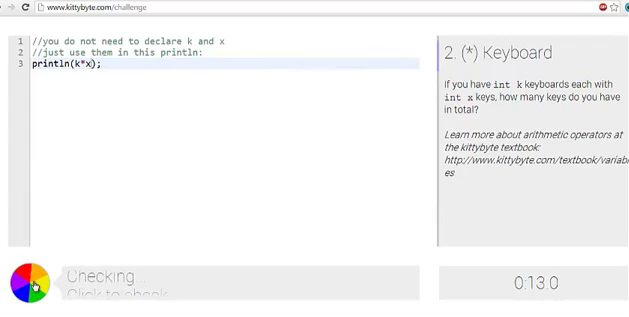 www.kittybyte.com/challenge
1 //you do not need to declare k and x
2 //just use them in this println:
3 println(k*x);
2. (*) Keyboard
If you have int k keyboards each with
int x keys, how many keys do you have
in total?
Learn more about arithmetic operators at
the kittybyte textbook:
http://www.kittybyte.com/textbook/variabl
es
Checking...
Click to check
0:13.0